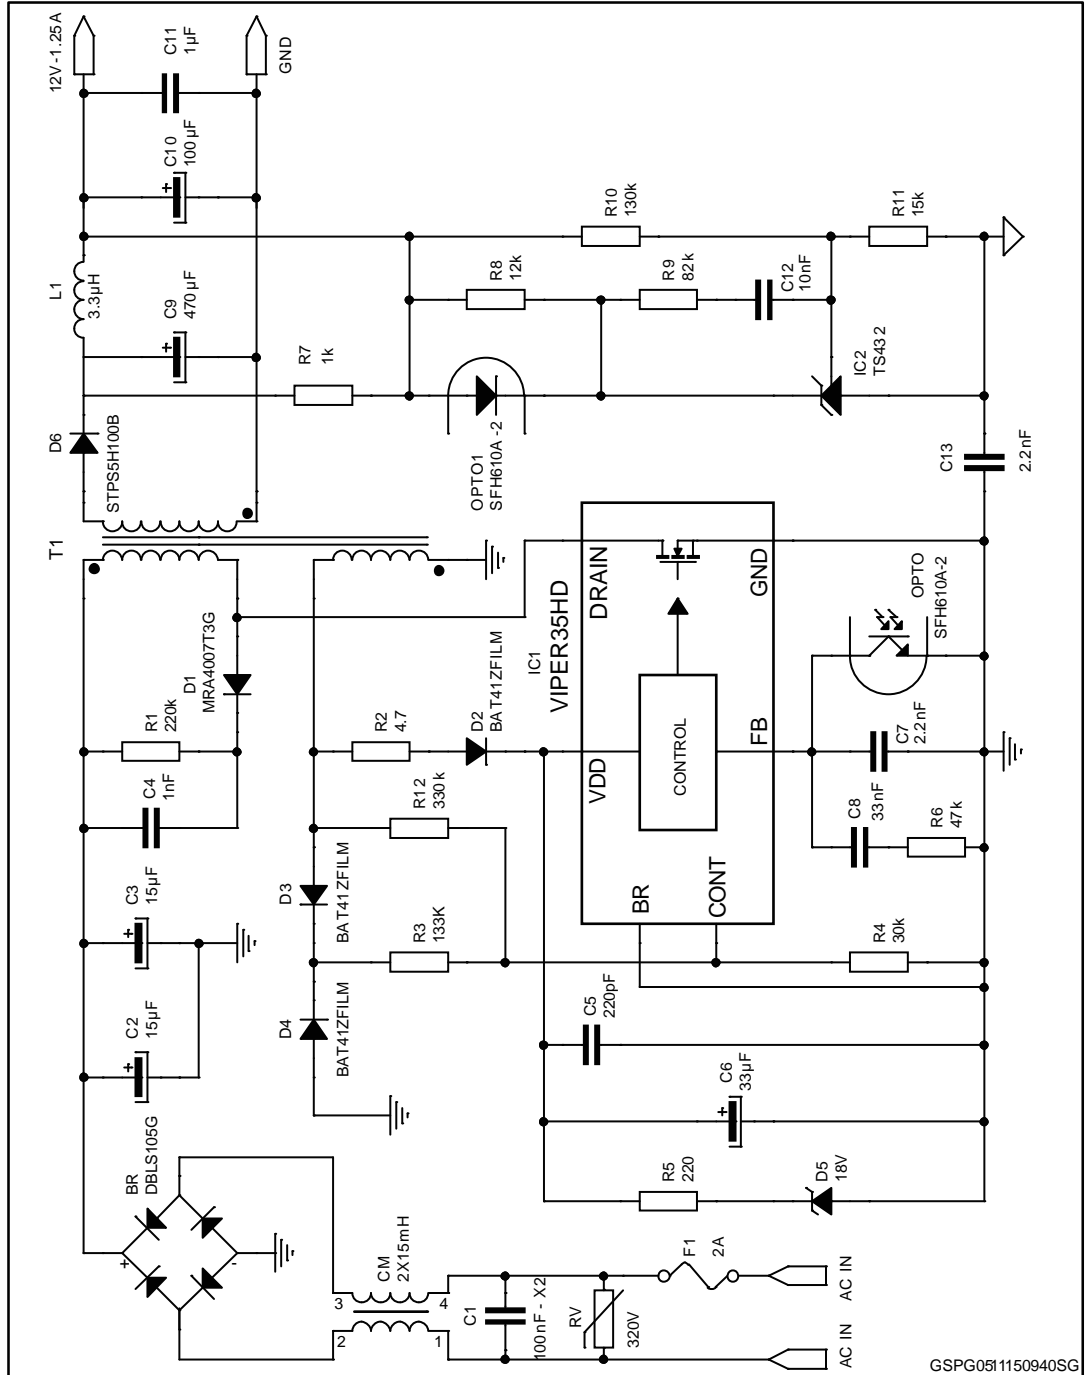 12V-1.25A
C11
1µF
GND
C10
100µF
L1
3.3µH
C9
470µF
R10
130k
R11
15k
R8
12k
R9
82k
C12
10nF
R7
1k
IC2
TS432
D6
STPS5H100B
OPTO1
SFH610A-2
C13
2.2nF
T1
DRAIN
GND
OPTO
SFH610A-2
IC1
VIPER35HD
D1
MRA4007T3G
R1
220k
C4
1nF
C3
15µF
C2
15µF
R2
4.7
D2
BAT41ZFILM
R12
330k
D3
BAT41ZFILM
R3
133K
D4
BAT41ZFILM
VDD
CONTROL
FB
BR
CONT
C7
2.2nF
C8
33nF
R6
47k
R4
30k
C5
220pF
C6
33µF
R5
220
D5
18V
BR
DBLS105G
+
-
CM
2X15mH
3
4
2
1
C1
100nF - X2
RV
320V
F1
2A
AC IN
AC IN
GSPG0511150940SG